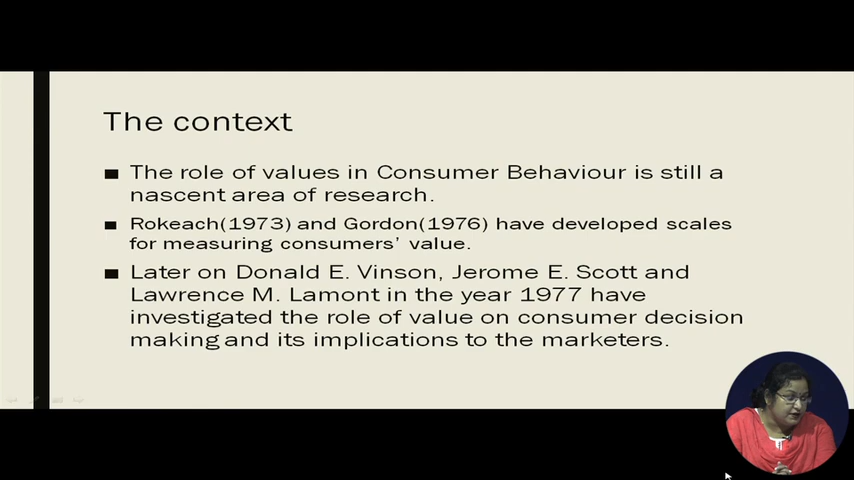 The context
The role of values in Consumer Behaviour is still a
nascent area of research.
Rokeach(1973) and Gordon(1976) have developed scales
for measuring consumers' value.
Later on Donald E. Vinson, Jerome E. Scott and
Lawrence M. Lamont in the year 1977 have
investigated the role of value on consumer decision
making and its implications to the marketers.